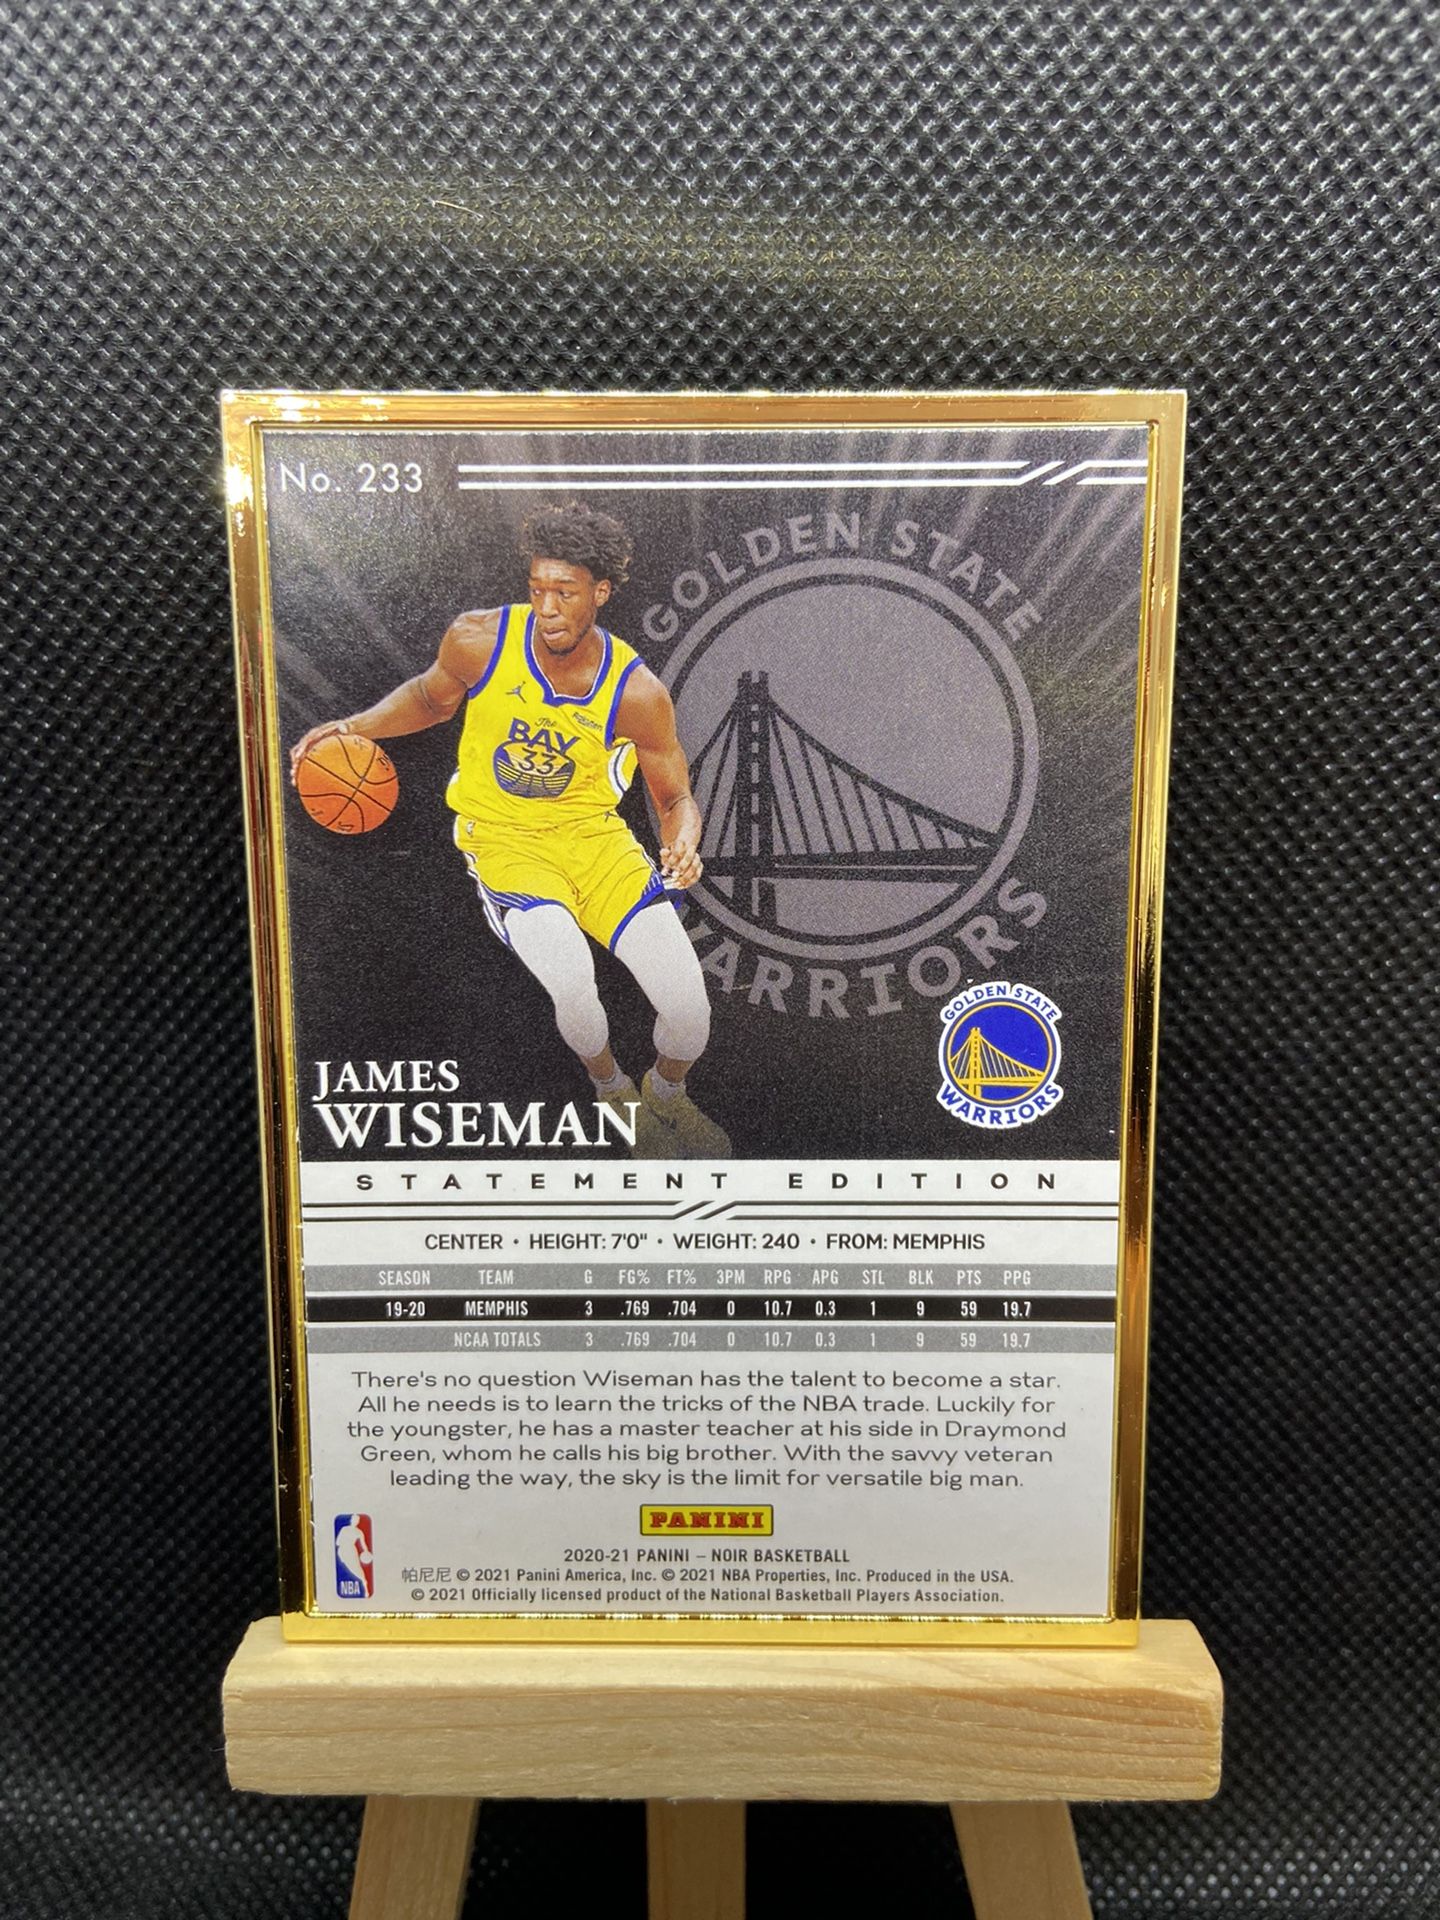 No. 233
GOLDEN STATE
WARRIORS
The
BAY
33
Rakuten
GOLDEN STATE
WARRIORS
JAMES
WISEMAN
STATEMENT EDITION
CENTER • HEIGHT: 7'0" • WEIGHT: 240 • FROM: MEMPHIS
SEASON TEAM G FG% FT% 3PM RPG APG STL BLK PTS PPG
19-20 MEMPHIS 3 .769 .704 0 10.7 0.3 1 9 59 19.7
NCAA TOTALS 3 .769 .704 0 10.7 0.3 1 9 59 19.7
There's no question Wiseman has the talent to become a star.
All he needs is to learn the tricks of the NBA trade. Luckily for
the youngster, he has a master teacher at his side in Draymond
Green, whom he calls his big brother. With the savvy veteran
leading the way, the sky is the limit for versatile big man.
PANINI
NBA
2020-21 PANINI – NOIR BASKETBALL
帕尼尼 © 2021 Panini America, Inc. © 2021 NBA Properties, Inc. Produced in the USA.
© 2021 Officially licensed product of the National Basketball Players Association.